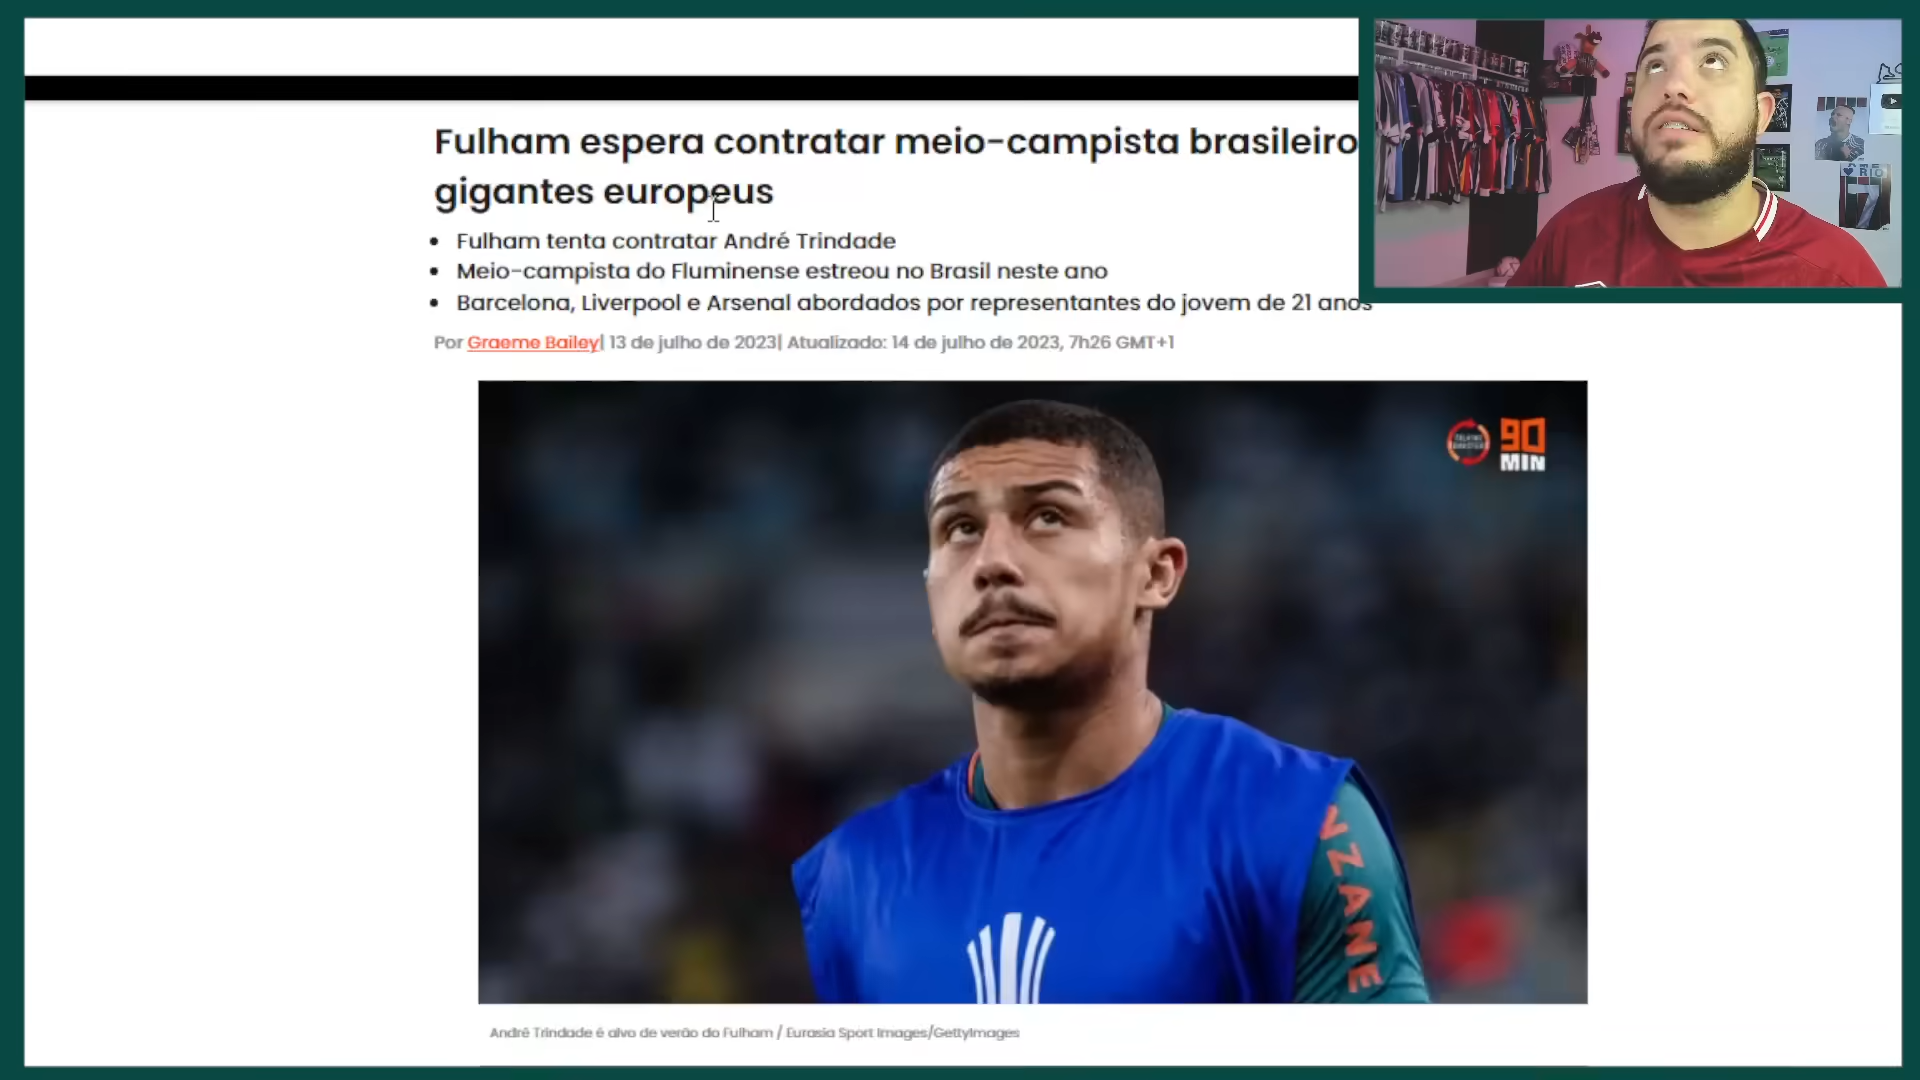 Fulham espera contratar meio-campista brasileiro
gigantes europeus
Fulham tenta contratar André Trindade
Meio-campista do Fluminense estreou no Brasil neste ano
Barcelona, Liverpool e Arsenal abordados por representantes do jovem de 21 anos
Por Graeme Bailey| 13 de julho de 2023| Atualizado: 14 de julho de 2023, 7h26 GMT+1
90
MIN
NZANE
André Trindade é alvo de verão do Fulham / Eurasia Sport Images/GettyImages
RIO